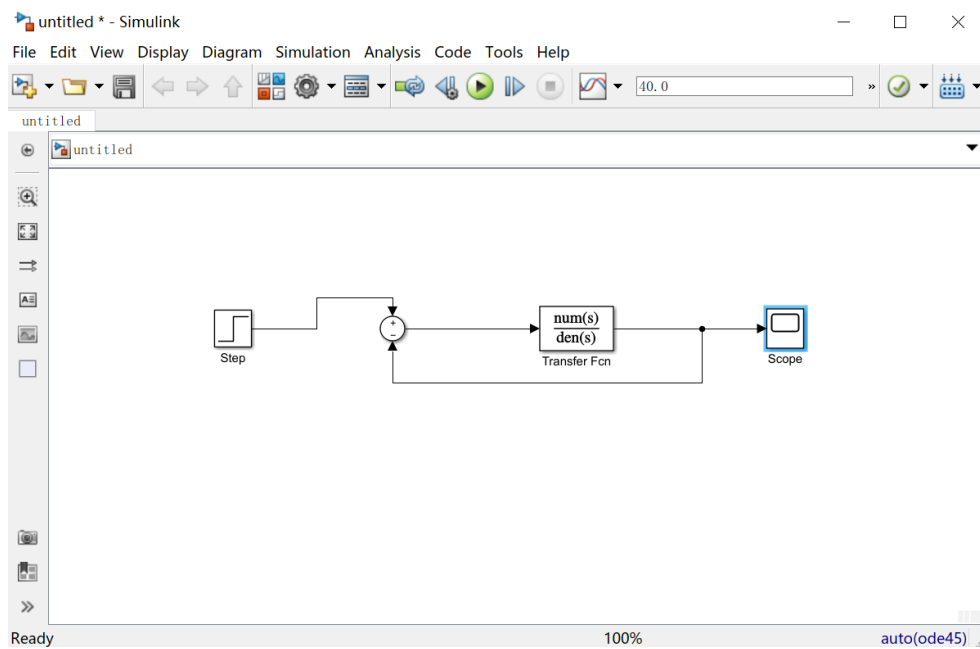 untitled * - Simulink
File Edit View Display Diagram Simulation Analysis Code Tools Help
40.0 »
untitled
untitled
+
−
num(s)
den(s)
Step
Transfer Fcn
Scope
Ready 100% auto(ode45)